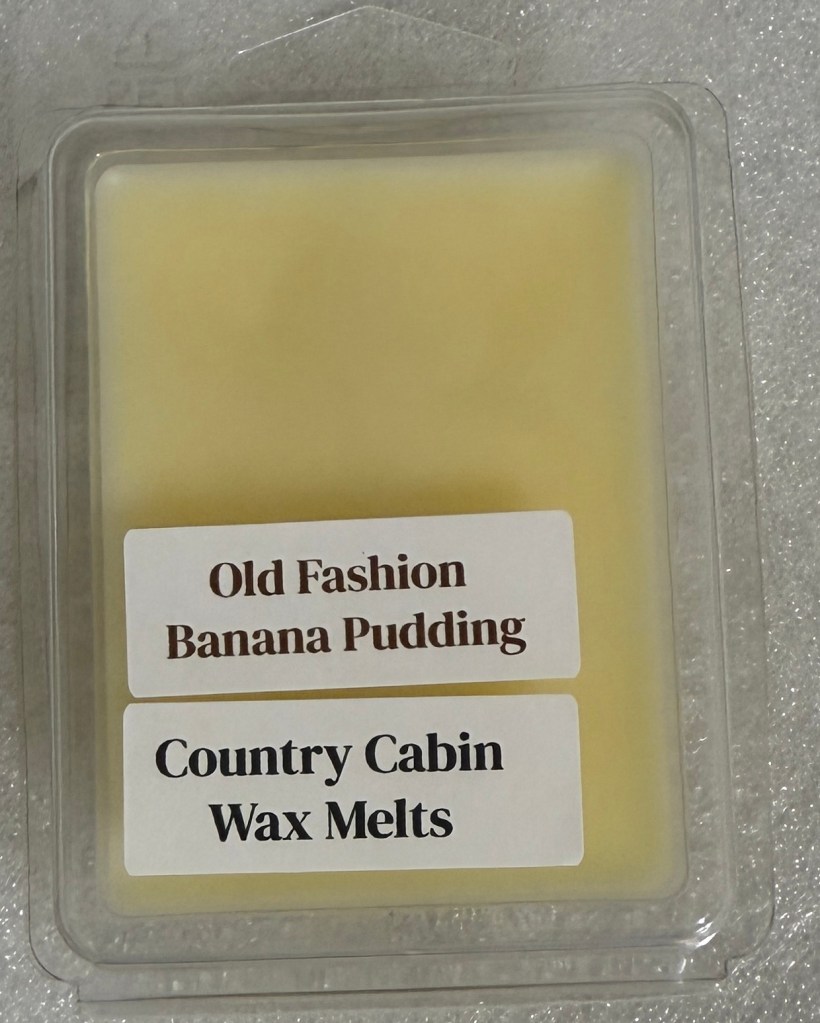 Old Fashion
Banana Pudding
Country Cabin
Wax Melts